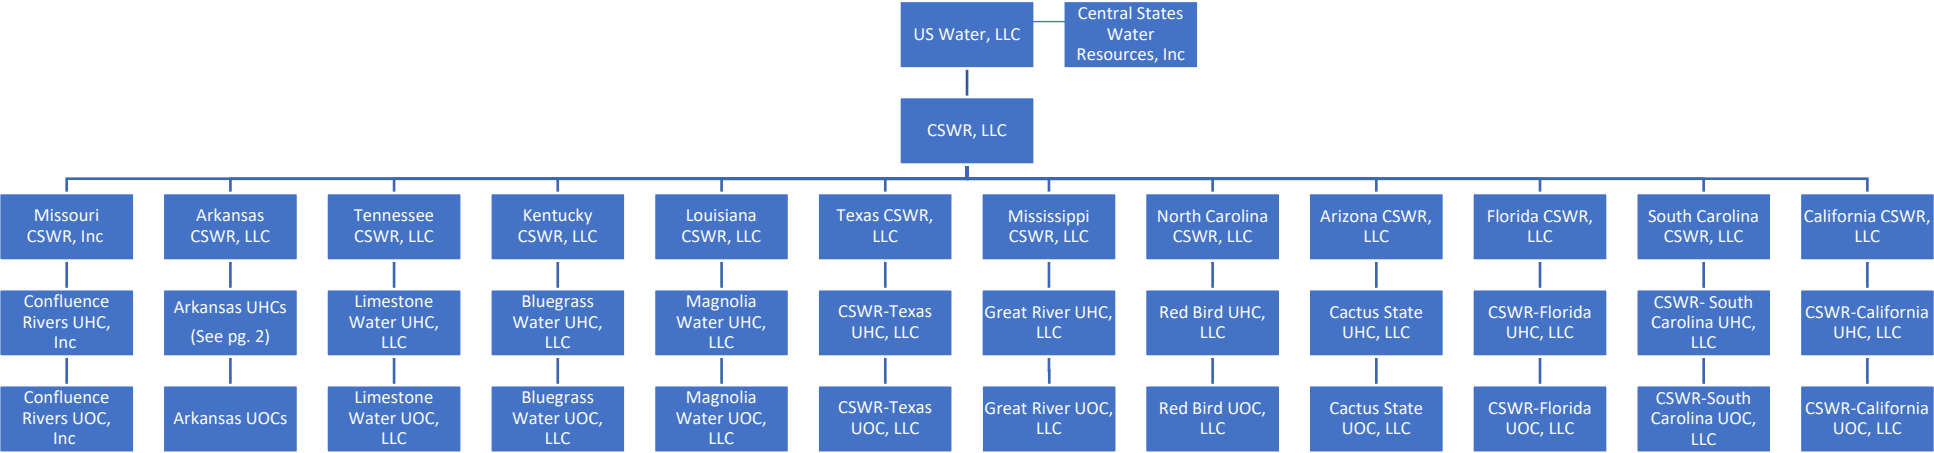 US Water, LLC
Central States
Water
Resources, Inc
CSWR, LLC
Missouri
CSWR, Inc
Arkansas
CSWR, LLC
Tennessee
CSWR, LLC
Kentucky
CSWR, LLC
Louisiana
CSWR, LLC
Texas CSWR,
LLC
Mississippi
CSWR, LLC
North Carolina
CSWR, LLC
Arizona CSWR,
LLC
Florida CSWR,
LLC
South Carolina
CSWR, LLC
California CSWR,
LLC
Confluence
Rivers UHC,
Inc
Arkansas UHCs
(See pg. 2)
Limestone
Water UHC,
LLC
Bluegrass
Water UHC,
LLC
Magnolia
Water UHC,
LLC
CSWR-Texas
UHC, LLC
Great River UHC,
LLC
Red Bird UHC,
LLC
Cactus State
UHC, LLC
CSWR-Florida
UHC, LLC
CSWR- South
Carolina UHC,
LLC
CSWR-California
UHC, LLC
Confluence
Rivers UOC,
Inc
Arkansas UOCs
Limestone
Water UOC,
LLC
Bluegrass
Water UOC,
LLC
Magnolia
Water UOC,
LLC
CSWR-Texas
UOC, LLC
Great River UOC,
LLC
Red Bird UOC,
LLC
Cactus State
UOC, LLC
CSWR-Florida
UOC, LLC
CSWR-South
Carolina UOC,
LLC
CSWR-California
UOC, LLC